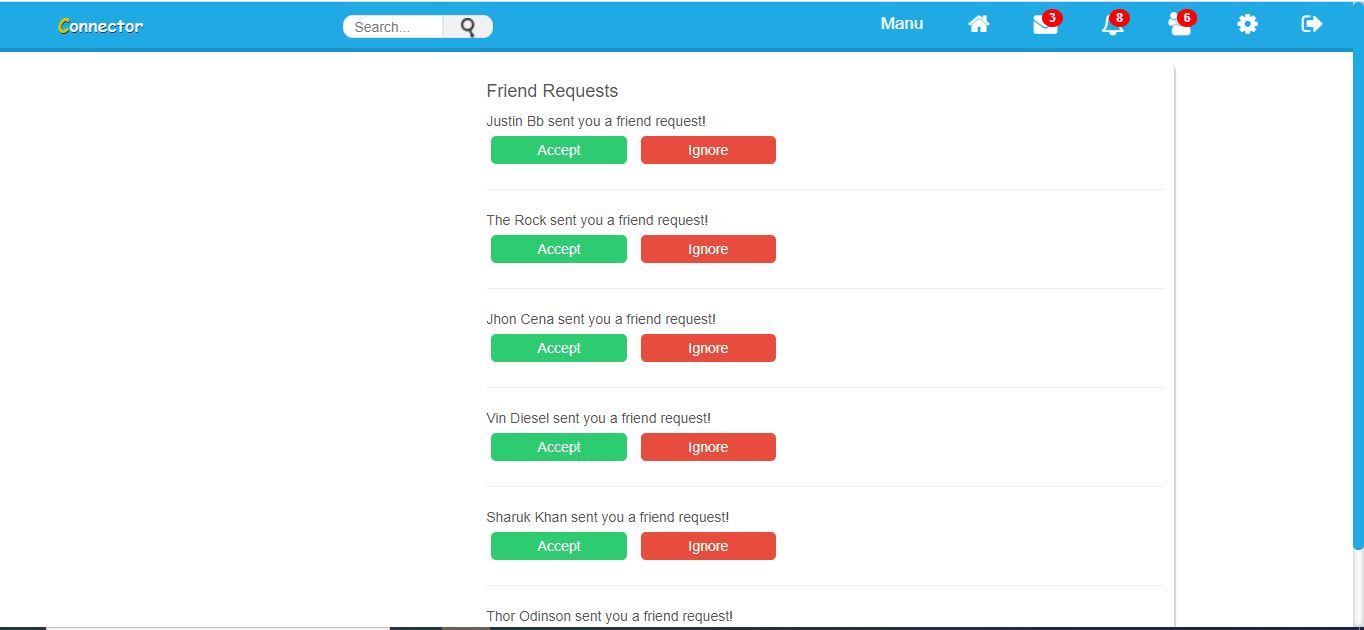 Connector
Search...
Manu
3
8
6
Friend Requests
Justin Bb sent you a friend request!
Accept Ignore
The Rock sent you a friend request!
Accept Ignore
Jhon Cena sent you a friend request!
Accept Ignore
Vin Diesel sent you a friend request!
Accept Ignore
Sharuk Khan sent you a friend request!
Accept Ignore
Thor Odinson sent you a friend request!